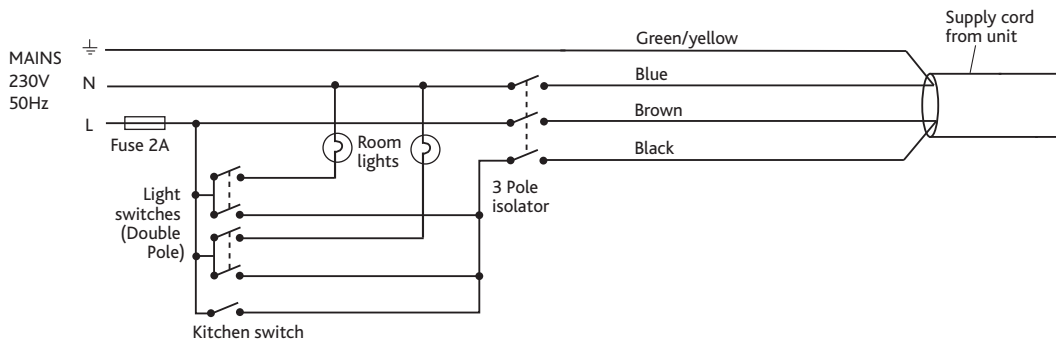 Supply cord
from unit
Green/yellow
MAINS
230V
50Hz
N
Blue
L
Brown
Fuse 2A
Room
lights
Black
3 Pole
isolator
Light
switches
(Double
Pole)
Kitchen switch